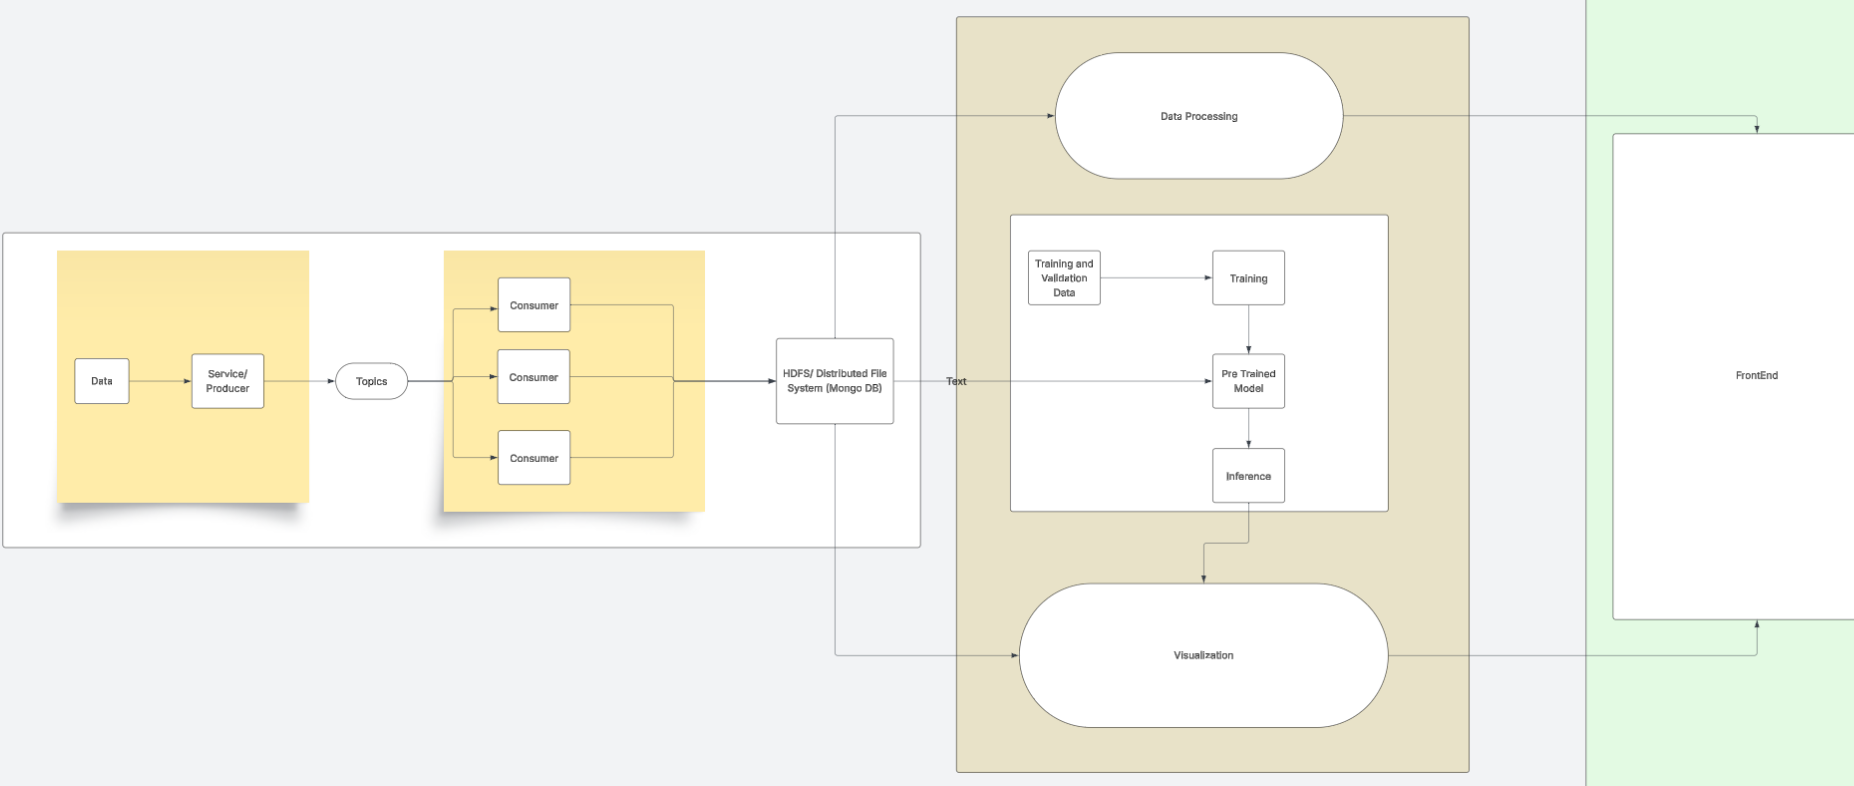 Data
Service/
Producer
Topics
Consumer
Consumer
Consumer
HDFS/ Distributed File
System (Mongo DB)
Text
Data Processing
Training and
Validation
Data
Training
Pre Trained
Model
Inference
Visualization
FrontEnd